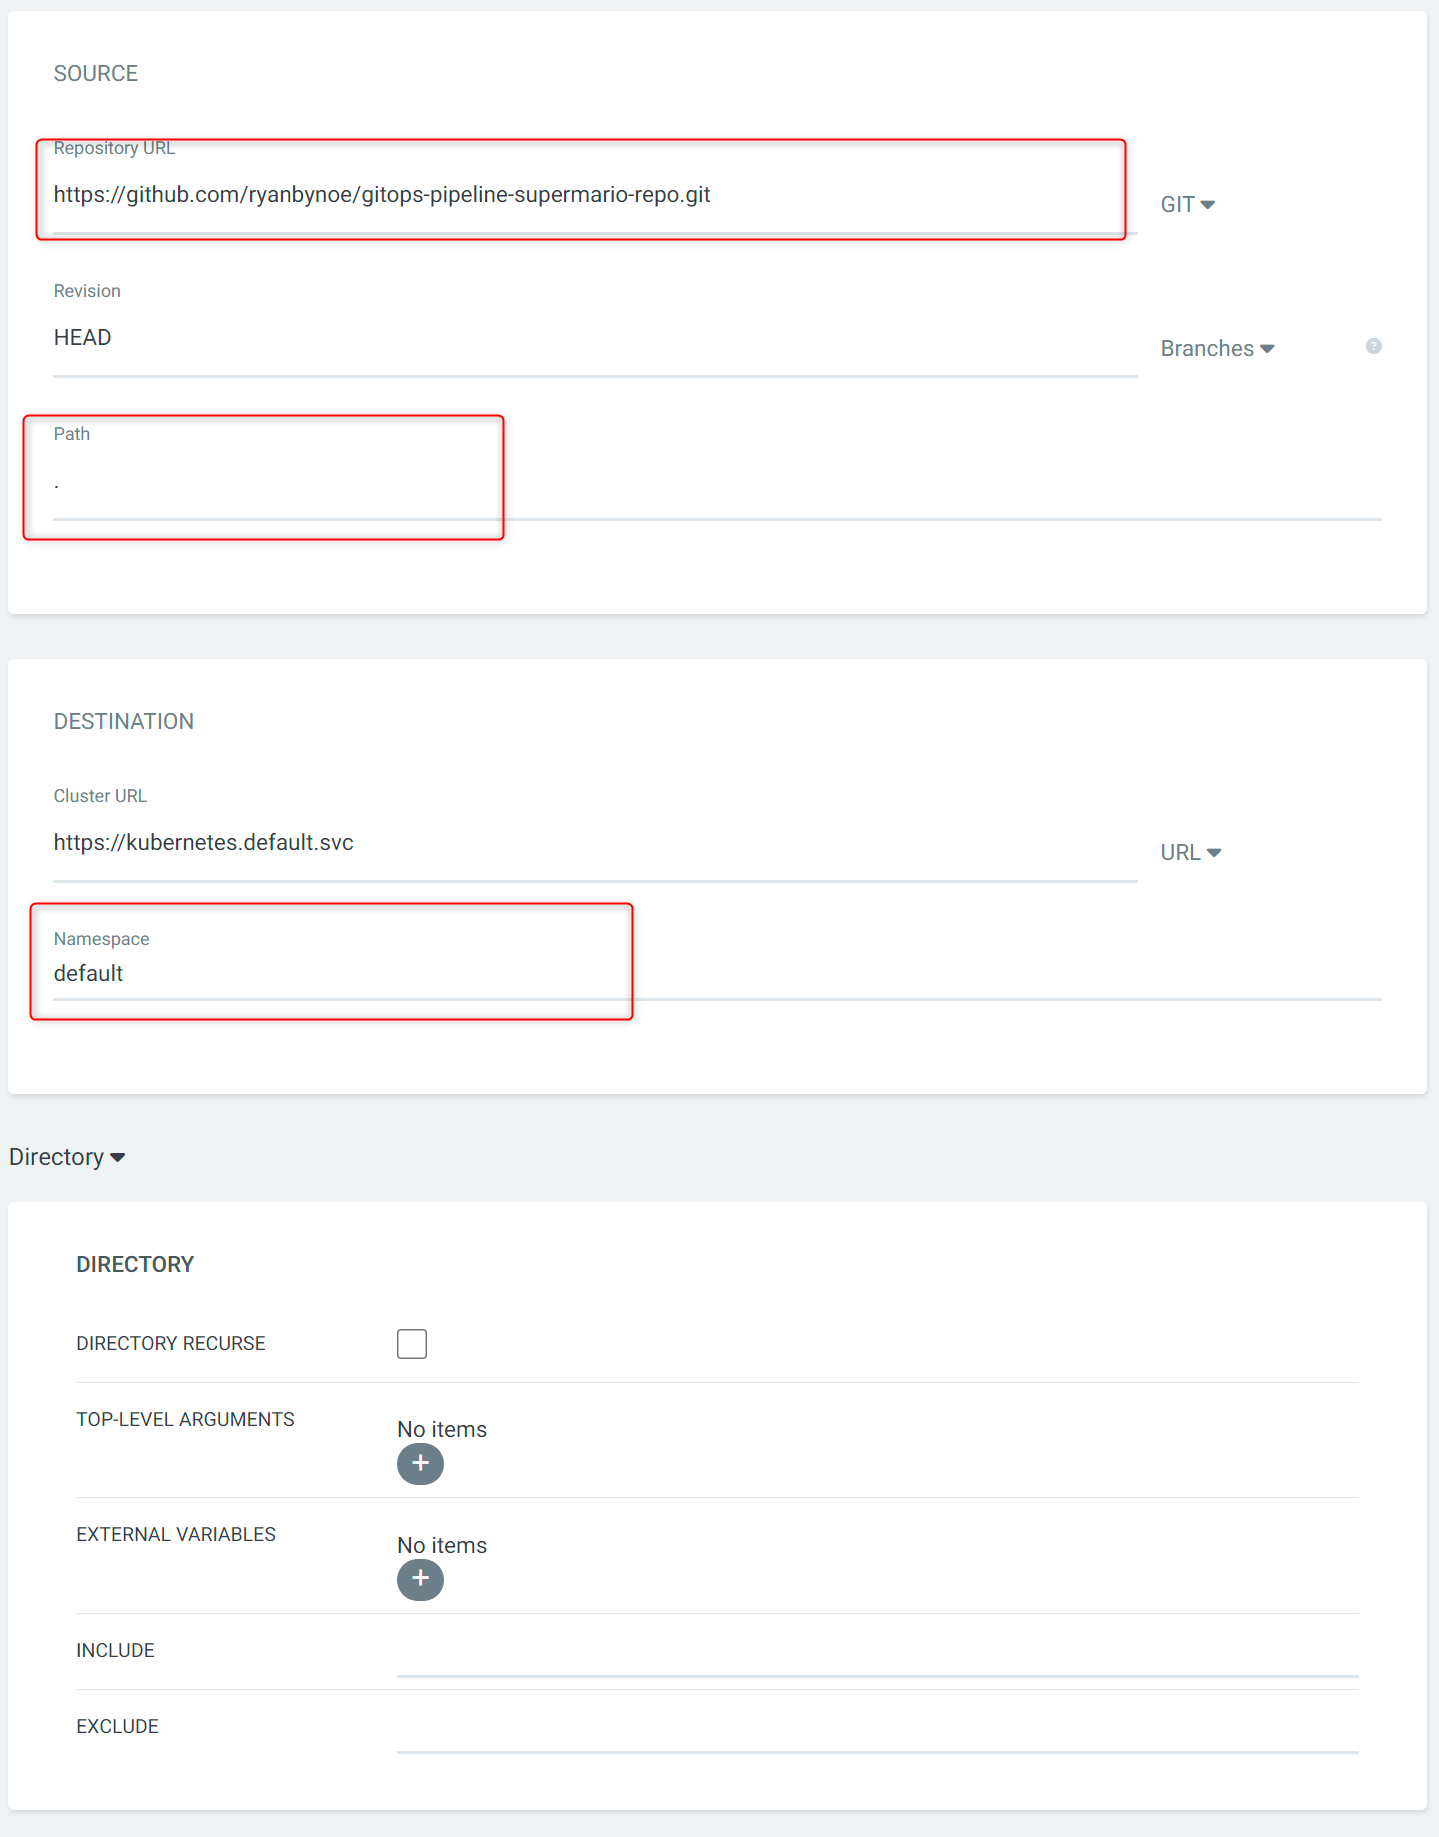 SOURCE
Repository URL
https://github.com/ryanbynoe/gitops-pipeline-supermario-repo.git
GIT
Revision
HEAD
Branches
?
Path
.
DESTINATION
Cluster URL
https://kubernetes.default.svc
URL
Namespace
default
Directory
DIRECTORY
DIRECTORY RECURSE
TOP-LEVEL ARGUMENTS
No items
+
EXTERNAL VARIABLES
No items
+
INCLUDE
EXCLUDE